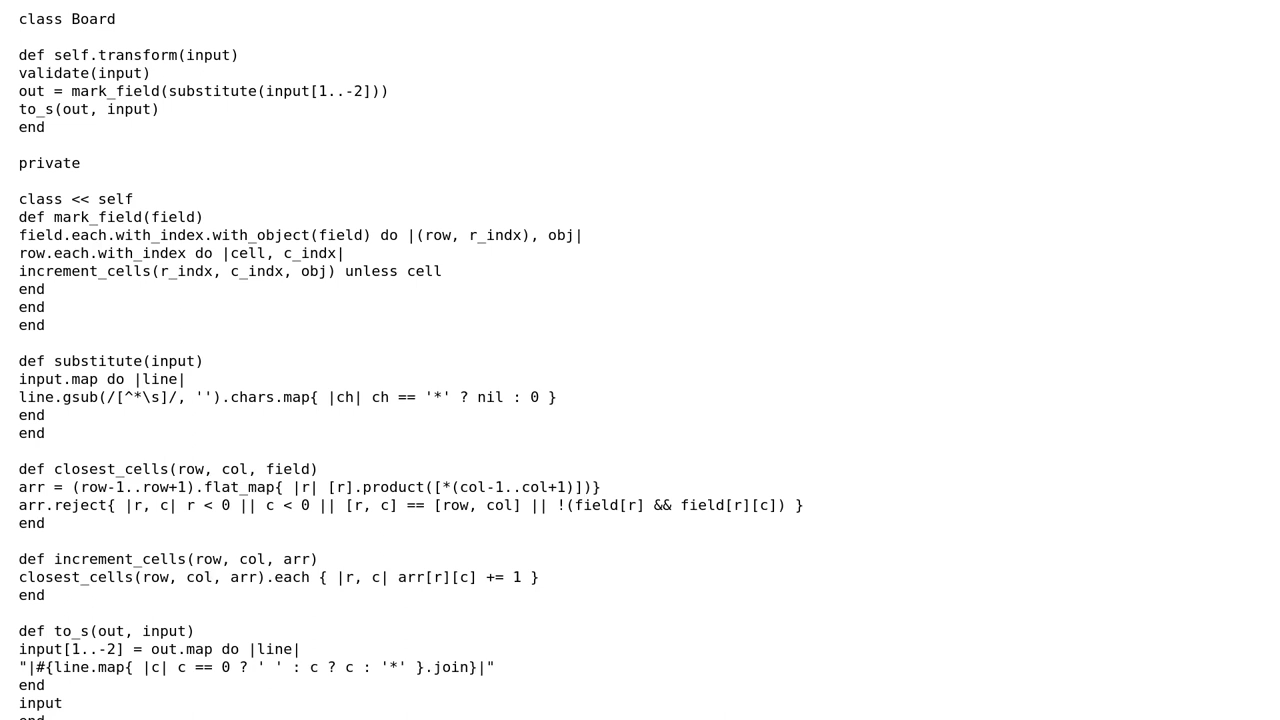 class Board
def self.transform(input)
validate(input)
out = mark_field(substitute(input[1..-2]))
to_s(out, input)
end
private
class << self
def mark_field(field)
field.each.with_index.with_object(field) do |(row, r_indx), obj|
row.each.with_index do |cell, c_indx|
increment_cells(r_indx, c_indx, obj) unless cell
end
end
end
def substitute(input)
input.map do |line|
line.gsub(/[^*\s]/, '').chars.map{ |ch| ch == '*' ? nil : 0 }
end
end
def closest_cells(row, col, field)
arr = (row-1..row+1).flat_map{ |r| [r].product([*(col-1..col+1)])}
arr.reject{ |r, c| r < 0 || c < 0 || [r, c] == [row, col] || !(field[r] && field[r][c]) }
end
def increment_cells(row, col, arr)
closest_cells(row, col, arr).each { |r, c| arr[r][c] += 1 }
end
def to_s(out, input)
input[1..-2] = out.map do |line|
"|#{line.map{ |c| c == 0 ? ' ' : c ? c : '*' }.join}|"
end
input
end